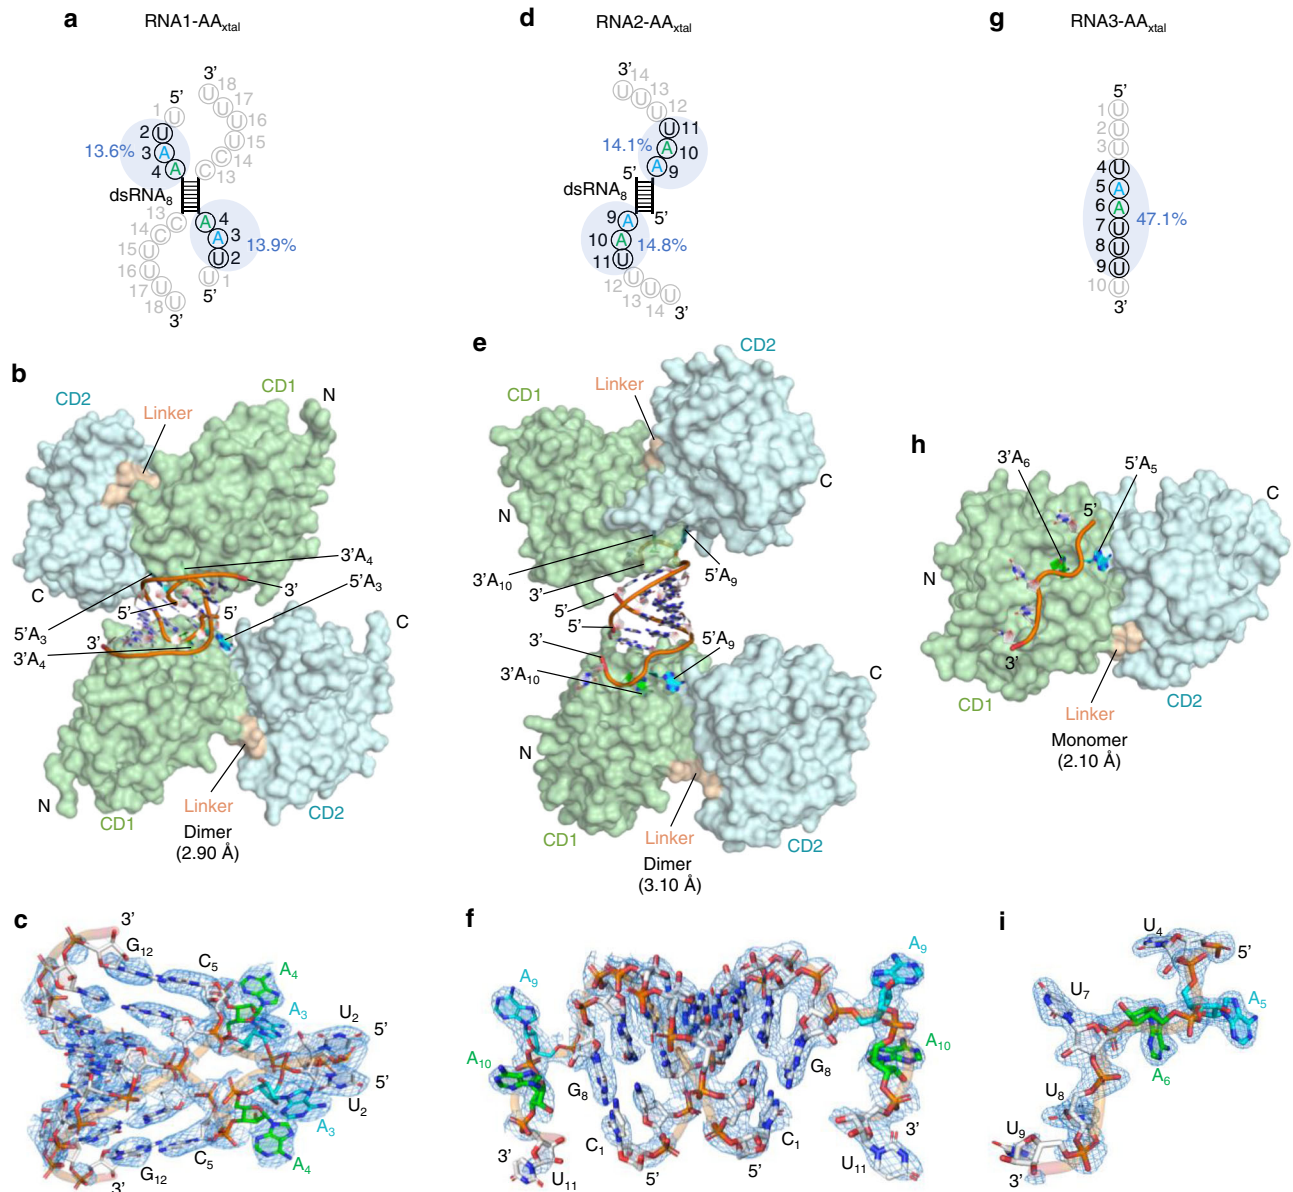 a RNA1-AAxtal
3’
18
U
17
U
16
U
15
U
14
C
13
C
5’
1
U
2
U
3
A
4
A
13.6%
dsRNA8
13
C
14
C
15
U
16
U
17
U
18
U
3’
A
4
A
3
U
2
U
1
5’
13.9%
b
CD2
Linker
CD1
N
C
3’A4
3’
5’A3
5’
5’
5’A3
3’
3’A4
C
N
CD1
Linker
CD2
Dimer
(2.90 Å)
c
3’
G12
C5
A4
A3
U2
5’
5’
U2
A3
A4
C5
G12
3’
d RNA2-AAxtal
3’
14
U
13
U
12
U
U
11
A
10
A
9
14.1%
5’
dsRNA8
5’
9
A
10
A
11
U
14.8%
12
U
13
U
14
U
3’
e
CD2
Linker
CD1
C
N
3’A10
5’A9
3’
5’
5’
5’A9
3’
3’A10
C
N
CD1
Linker
CD2
Dimer
(3.10 Å)
f
A9
A9
A10
A10
G8
G8
C1
C1
3’
U11
5’
3’
U11
g RNA3-AAxtal
5’
1
U
2
U
3
U
4
U
5
A
6
A
7
U
8
U
9
U
10
U
3’
47.1%
h
3’A6
5’A5
5’
C
N
3’
CD1
Linker
CD2
Monomer
(2.10 Å)
i
U4
5’
U7
A5
A6
U8
U9
3’